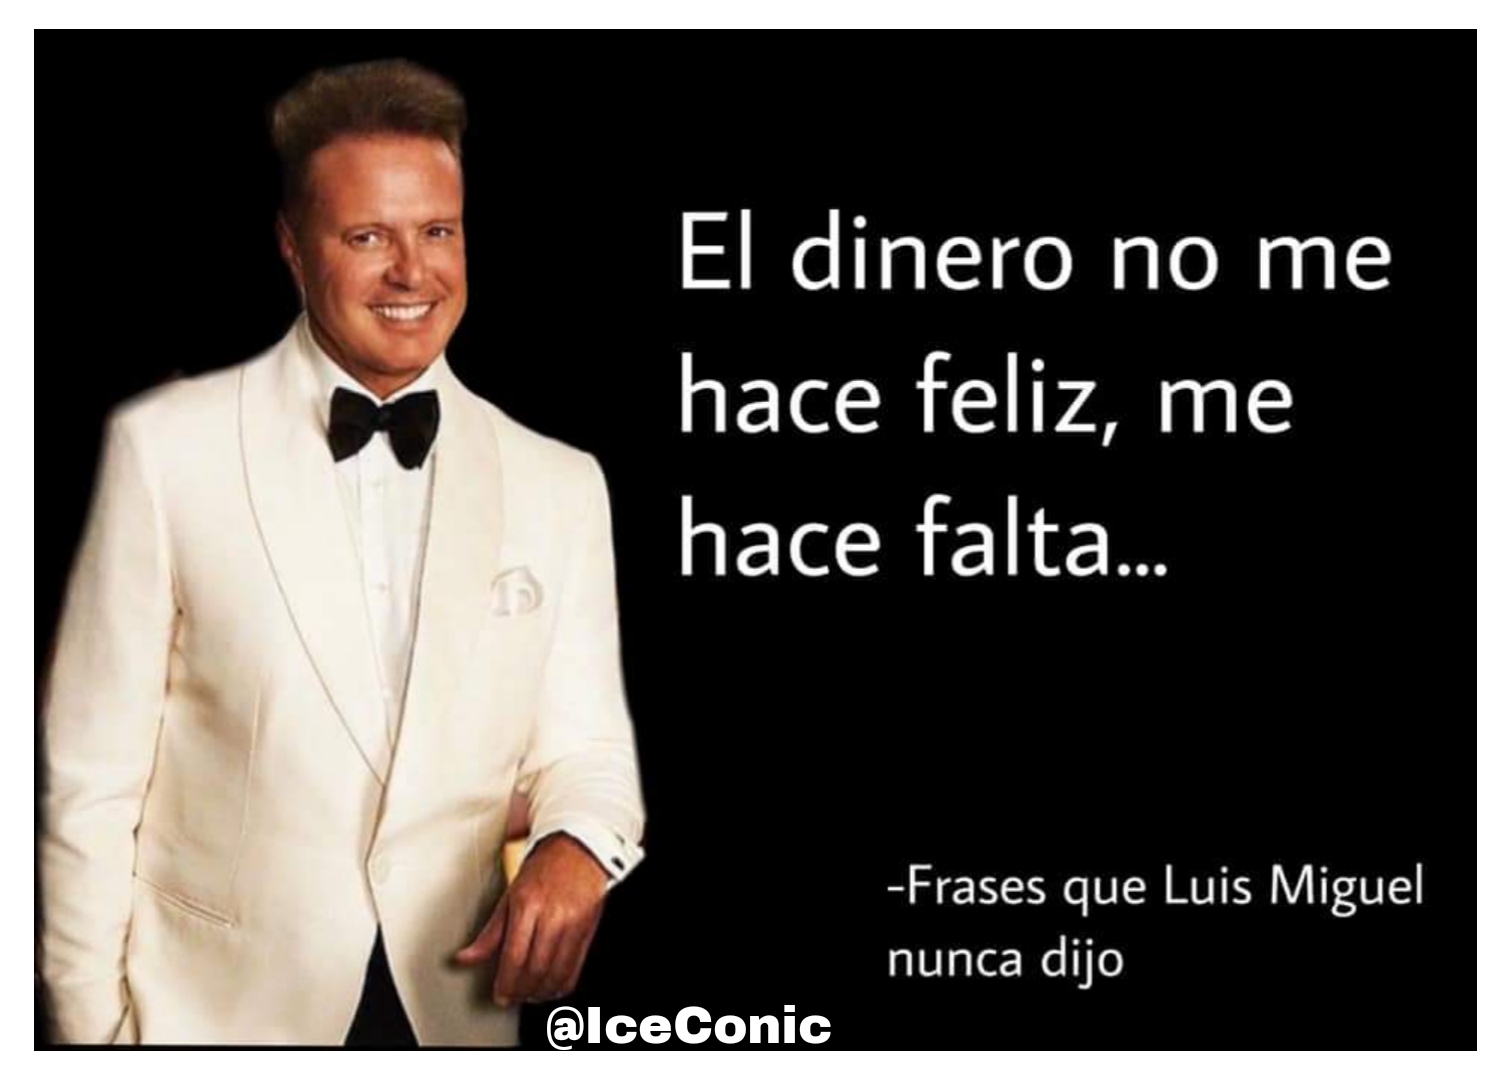 El dinero no me
hace feliz, me
hace falta...
-Frases que Luis Miguel
nunca dijo
@IceConic